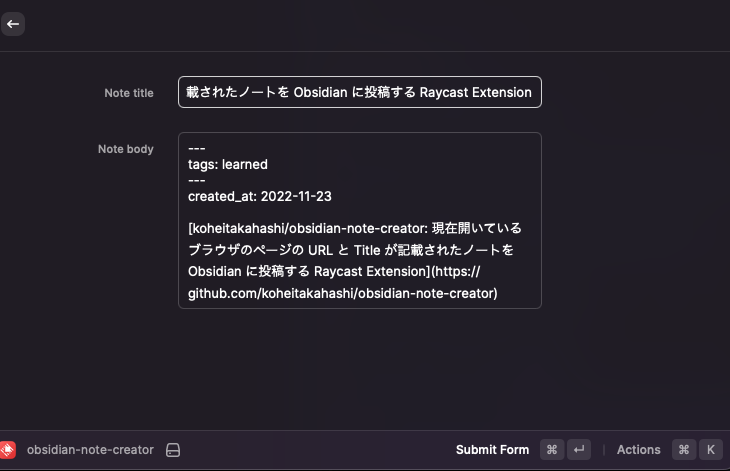 Note title
載されたノートを Obsidian に投稿する Raycast Extension
Note body
---
tags: learned
---
created_at: 2022-11-23
[koheitakahashi/obsidian-note-creator: 現在開いている
ブラウザのページの URL と Title が記載されたノートを
Obsidian に投稿する Raycast Extension](https://
github.com/koheitakahashi/obsidian-note-creator)
obsidian-note-creator
Submit Form ⌘ ↵ Actions ⌘ K